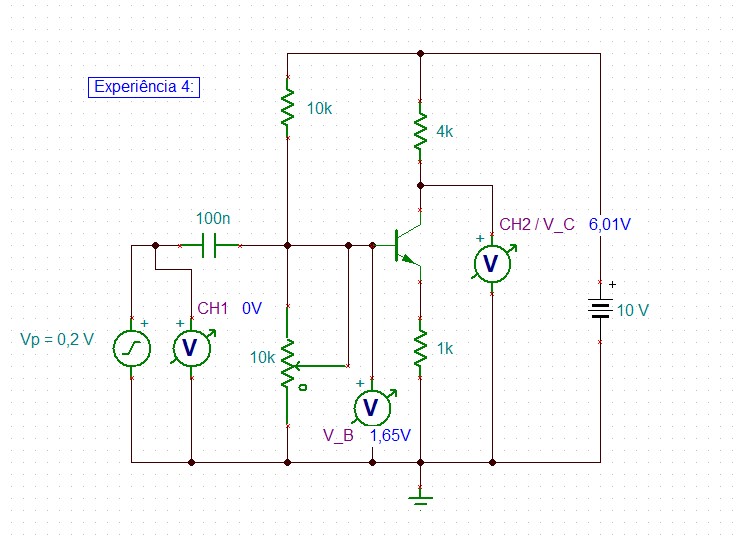 Experiência 4:
10k
4k
100n
CH2 / V_C 6,01V
+
V
CH1 0V
+
10 V
Vp = 0,2 V
+
+
V
10k
1k
+
V
V_B 1,65V